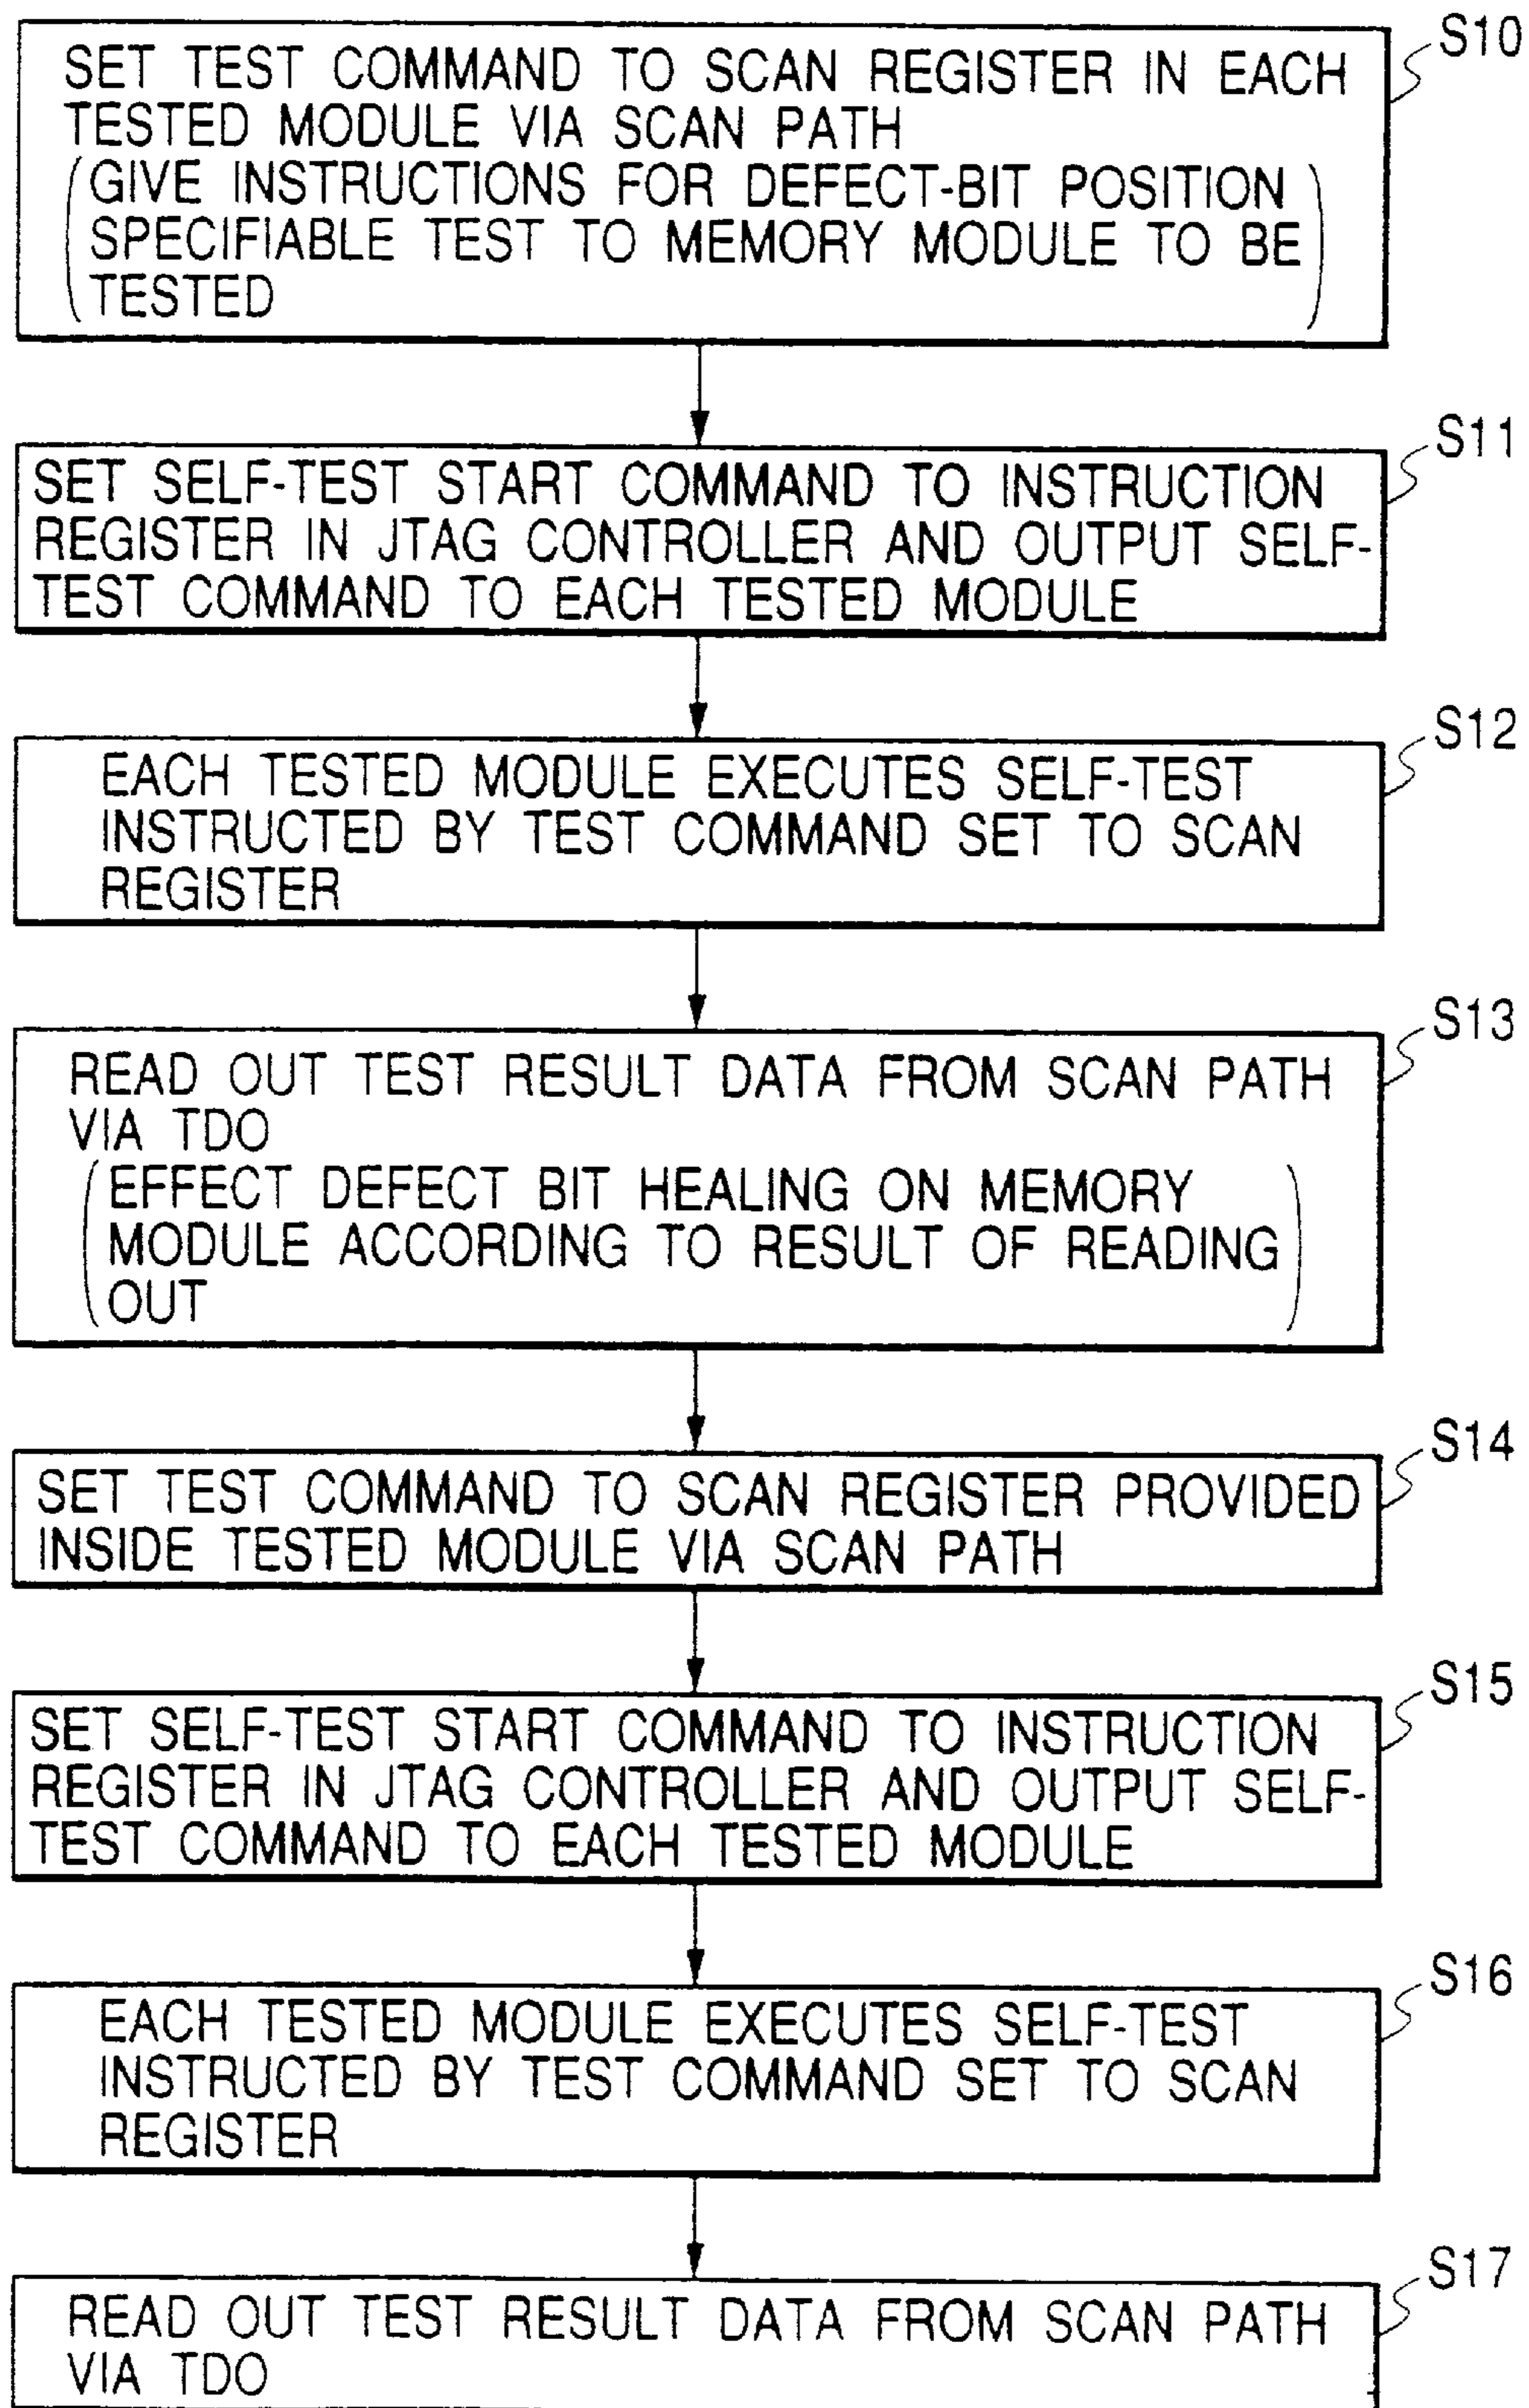 S10
SET TEST COMMAND TO SCAN REGISTER IN EACH
TESTED MODULE VIA SCAN PATH
(GIVE INSTRUCTIONS FOR DEFECT-BIT POSITION
SPECIFIABLE TEST TO MEMORY MODULE TO BE
TESTED)
S11
SET SELF-TEST START COMMAND TO INSTRUCTION
REGISTER IN JTAG CONTROLLER AND OUTPUT SELF-
TEST COMMAND TO EACH TESTED MODULE
S12
EACH TESTED MODULE EXECUTES SELF-TEST
INSTRUCTED BY TEST COMMAND SET TO SCAN
REGISTER
S13
READ OUT TEST RESULT DATA FROM SCAN PATH
VIA TDO
(EFFECT DEFECT BIT HEALING ON MEMORY
MODULE ACCORDING TO RESULT OF READING
OUT)
S14
SET TEST COMMAND TO SCAN REGISTER PROVIDED
INSIDE TESTED MODULE VIA SCAN PATH
S15
SET SELF-TEST START COMMAND TO INSTRUCTION
REGISTER IN JTAG CONTROLLER AND OUTPUT SELF-
TEST COMMAND TO EACH TESTED MODULE
S16
EACH TESTED MODULE EXECUTES SELF-TEST
INSTRUCTED BY TEST COMMAND SET TO SCAN
REGISTER
S17
READ OUT TEST RESULT DATA FROM SCAN PATH
VIA TDO